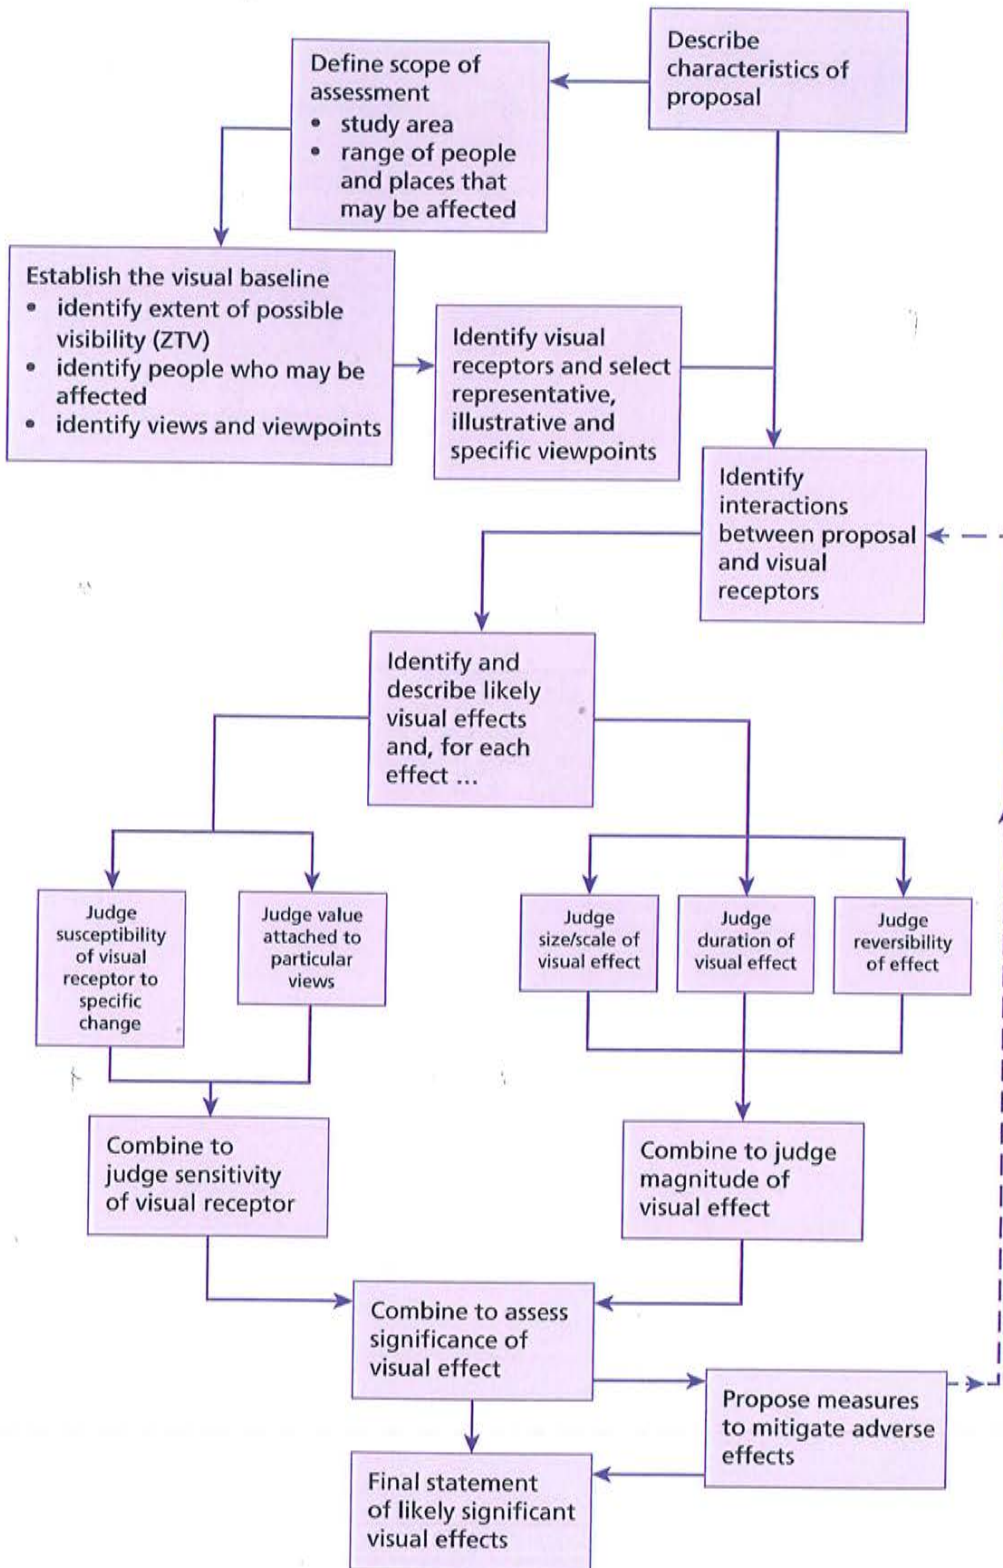 Describe
characteristics of
proposal
Define scope of
assessment
• study area
• range of people
and places that
may be affected
Establish the visual baseline
• identify extent of possible
visibility (ZTV)
• identify people who may be
affected
• identify views and viewpoints
Identify visual
receptors and select
representative,
illustrative and
specific viewpoints
Identify
interactions
between proposal
and visual
receptors
Identify and
describe likely
visual effects
and, for each
effect ...
Judge
susceptibility
of visual
receptor to
specific
change
Judge value
attached to
particular
views
Judge
size/scale of
visual effect
Judge
duration of
visual effect
Judge
reversibility
of effect
Combine to
judge sensitivity
of visual receptor
Combine to judge
magnitude of
visual effect
Combine to assess
significance of
visual effect
Propose measures
to mitigate adverse
effects
Final statement
of likely significant
visual effects